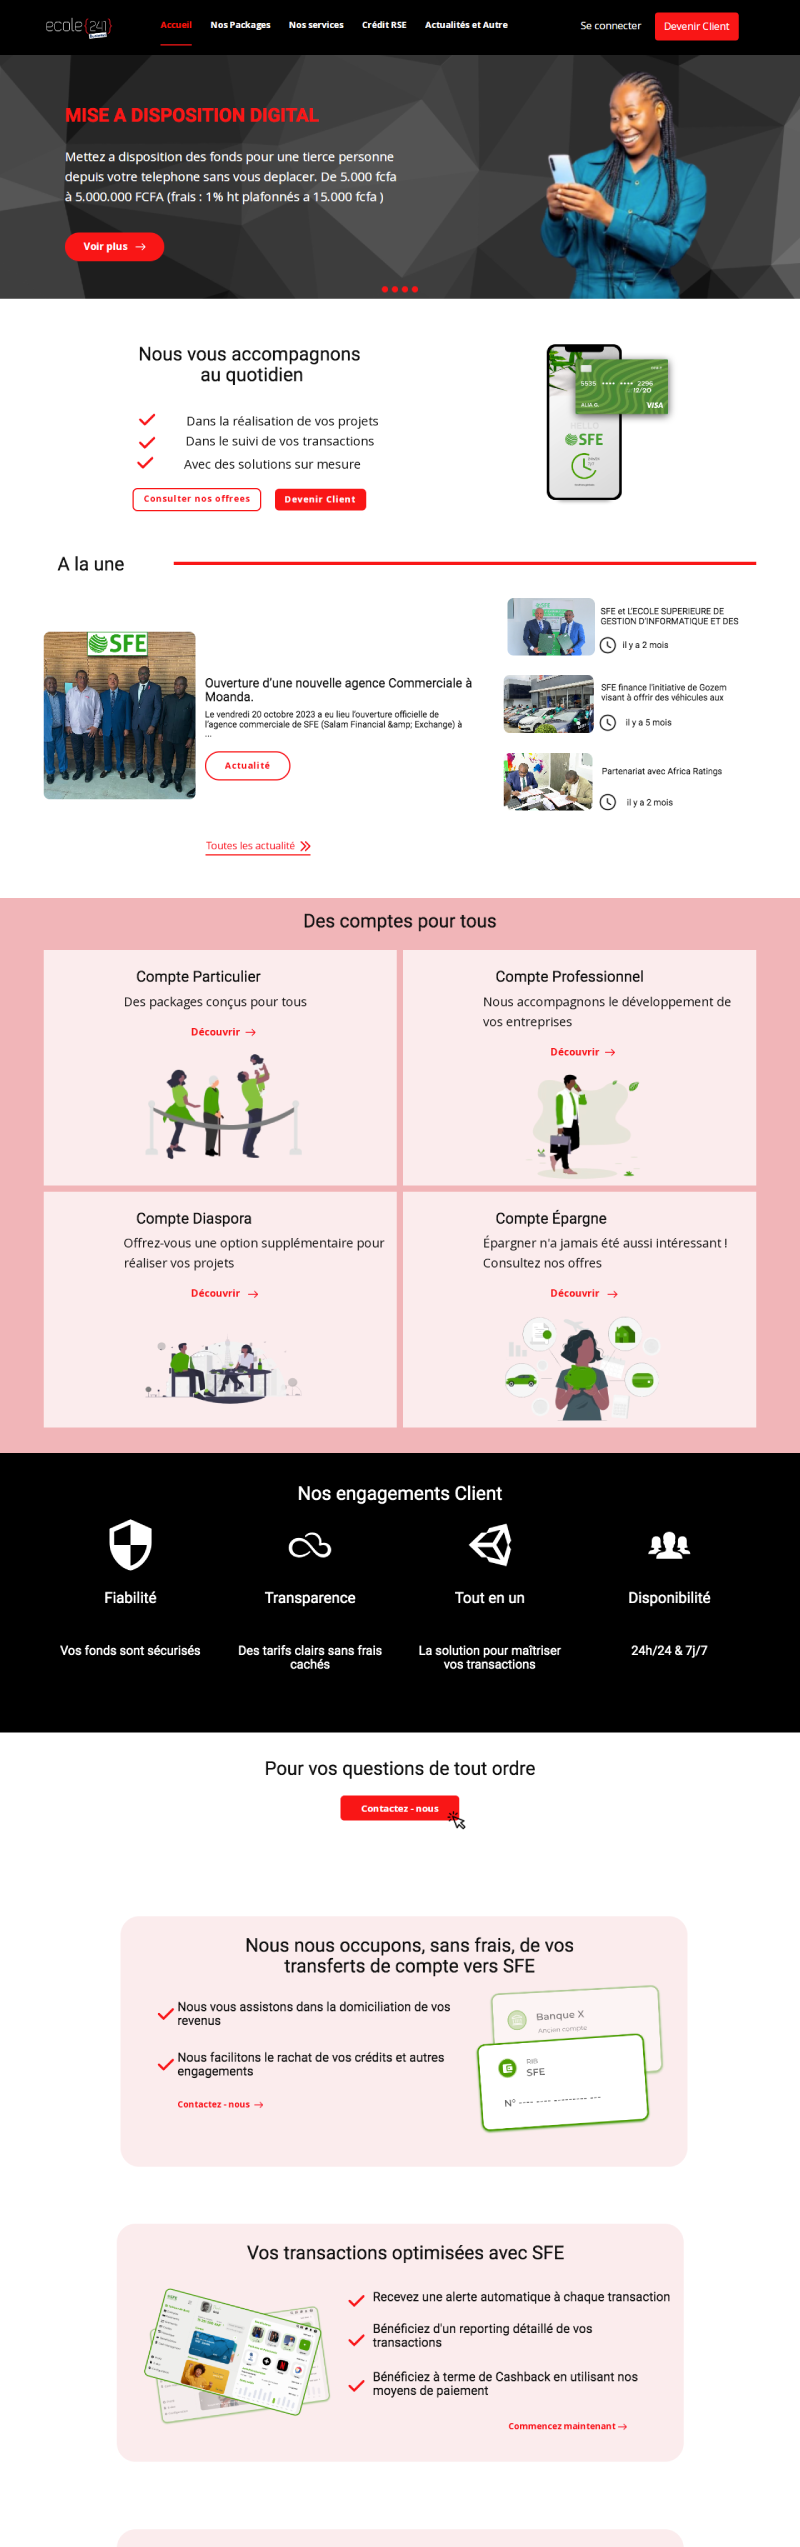 ecole {241}
Accueil
Nos Packages
Nos services
Crédit RSE
Actualités et Autre
Se connecter
Devenir Client
MISE A DISPOSITION DIGITAL
Mettez a disposition des fonds pour une tierce personne
depuis votre telephone sans vous deplacer. De 5.000 fcfa
à 5.000.000 FCFA (frais : 1% ht plafonnés a 15.000 fcfa )
Voir plus
Nous vous accompagnons
au quotidien
Dans la réalisation de vos projets
Dans le suivi de vos transactions
Avec des solutions sur mesure
Consulter nos offrees
Devenir Client
5535 •••• •••• 2296
12/20
ALIA G.
VISA
HELLO
SFE
A la une
SFE
Ouverture d'une nouvelle agence Commerciale à
Moanda.
Le vendredi 20 octobre 2023 a eu lieu l'ouverture officielle de
l'agence commerciale de SFE (Salam Financial &amp; Exchange) à
...
Actualité
Toutes les actualité
SFE et L'ECOLE SUPERIEURE DE
GESTION D'INFORMATIQUE ET DES
il y a 2 mois
SFE finance l'initiative de Gozem
visant à offrir des véhicules aux
il y a 5 mois
Partenariat avec Africa Ratings
il y a 2 mois
Des comptes pour tous
Compte Particulier
Des packages conçus pour tous
Découvrir
Compte Professionnel
Nous accompagnons le développement de
vos entreprises
Découvrir
Compte Diaspora
Offrez-vous une option supplémentaire pour
réaliser vos projets
Découvrir
Compte Épargne
Épargner n'a jamais été aussi intéressant !
Consultez nos offres
Découvrir
Nos engagements Client
Fiabilité
Transparence
Tout en un
Disponibilité
Vos fonds sont sécurisés
Des tarifs clairs sans frais
cachés
La solution pour maîtriser
vos transactions
24h/24 & 7j/7
Pour vos questions de tout ordre
Contactez - nous
Nous nous occupons, sans frais, de vos
transferts de compte vers SFE
Nous vous assistons dans la domiciliation de vos
revenus
Nous facilitons le rachat de vos crédits et autres
engagements
Contactez - nous
Banque X
Ancien compte
RIB
SFE
N° ---- ---- --------- ---
Vos transactions optimisées avec SFE
Recevez une alerte automatique à chaque transaction
Bénéficiez d'un reporting détaillé de vos
transactions
Bénéficiez à terme de Cashback en utilisant nos
moyens de paiement
Commencez maintenant